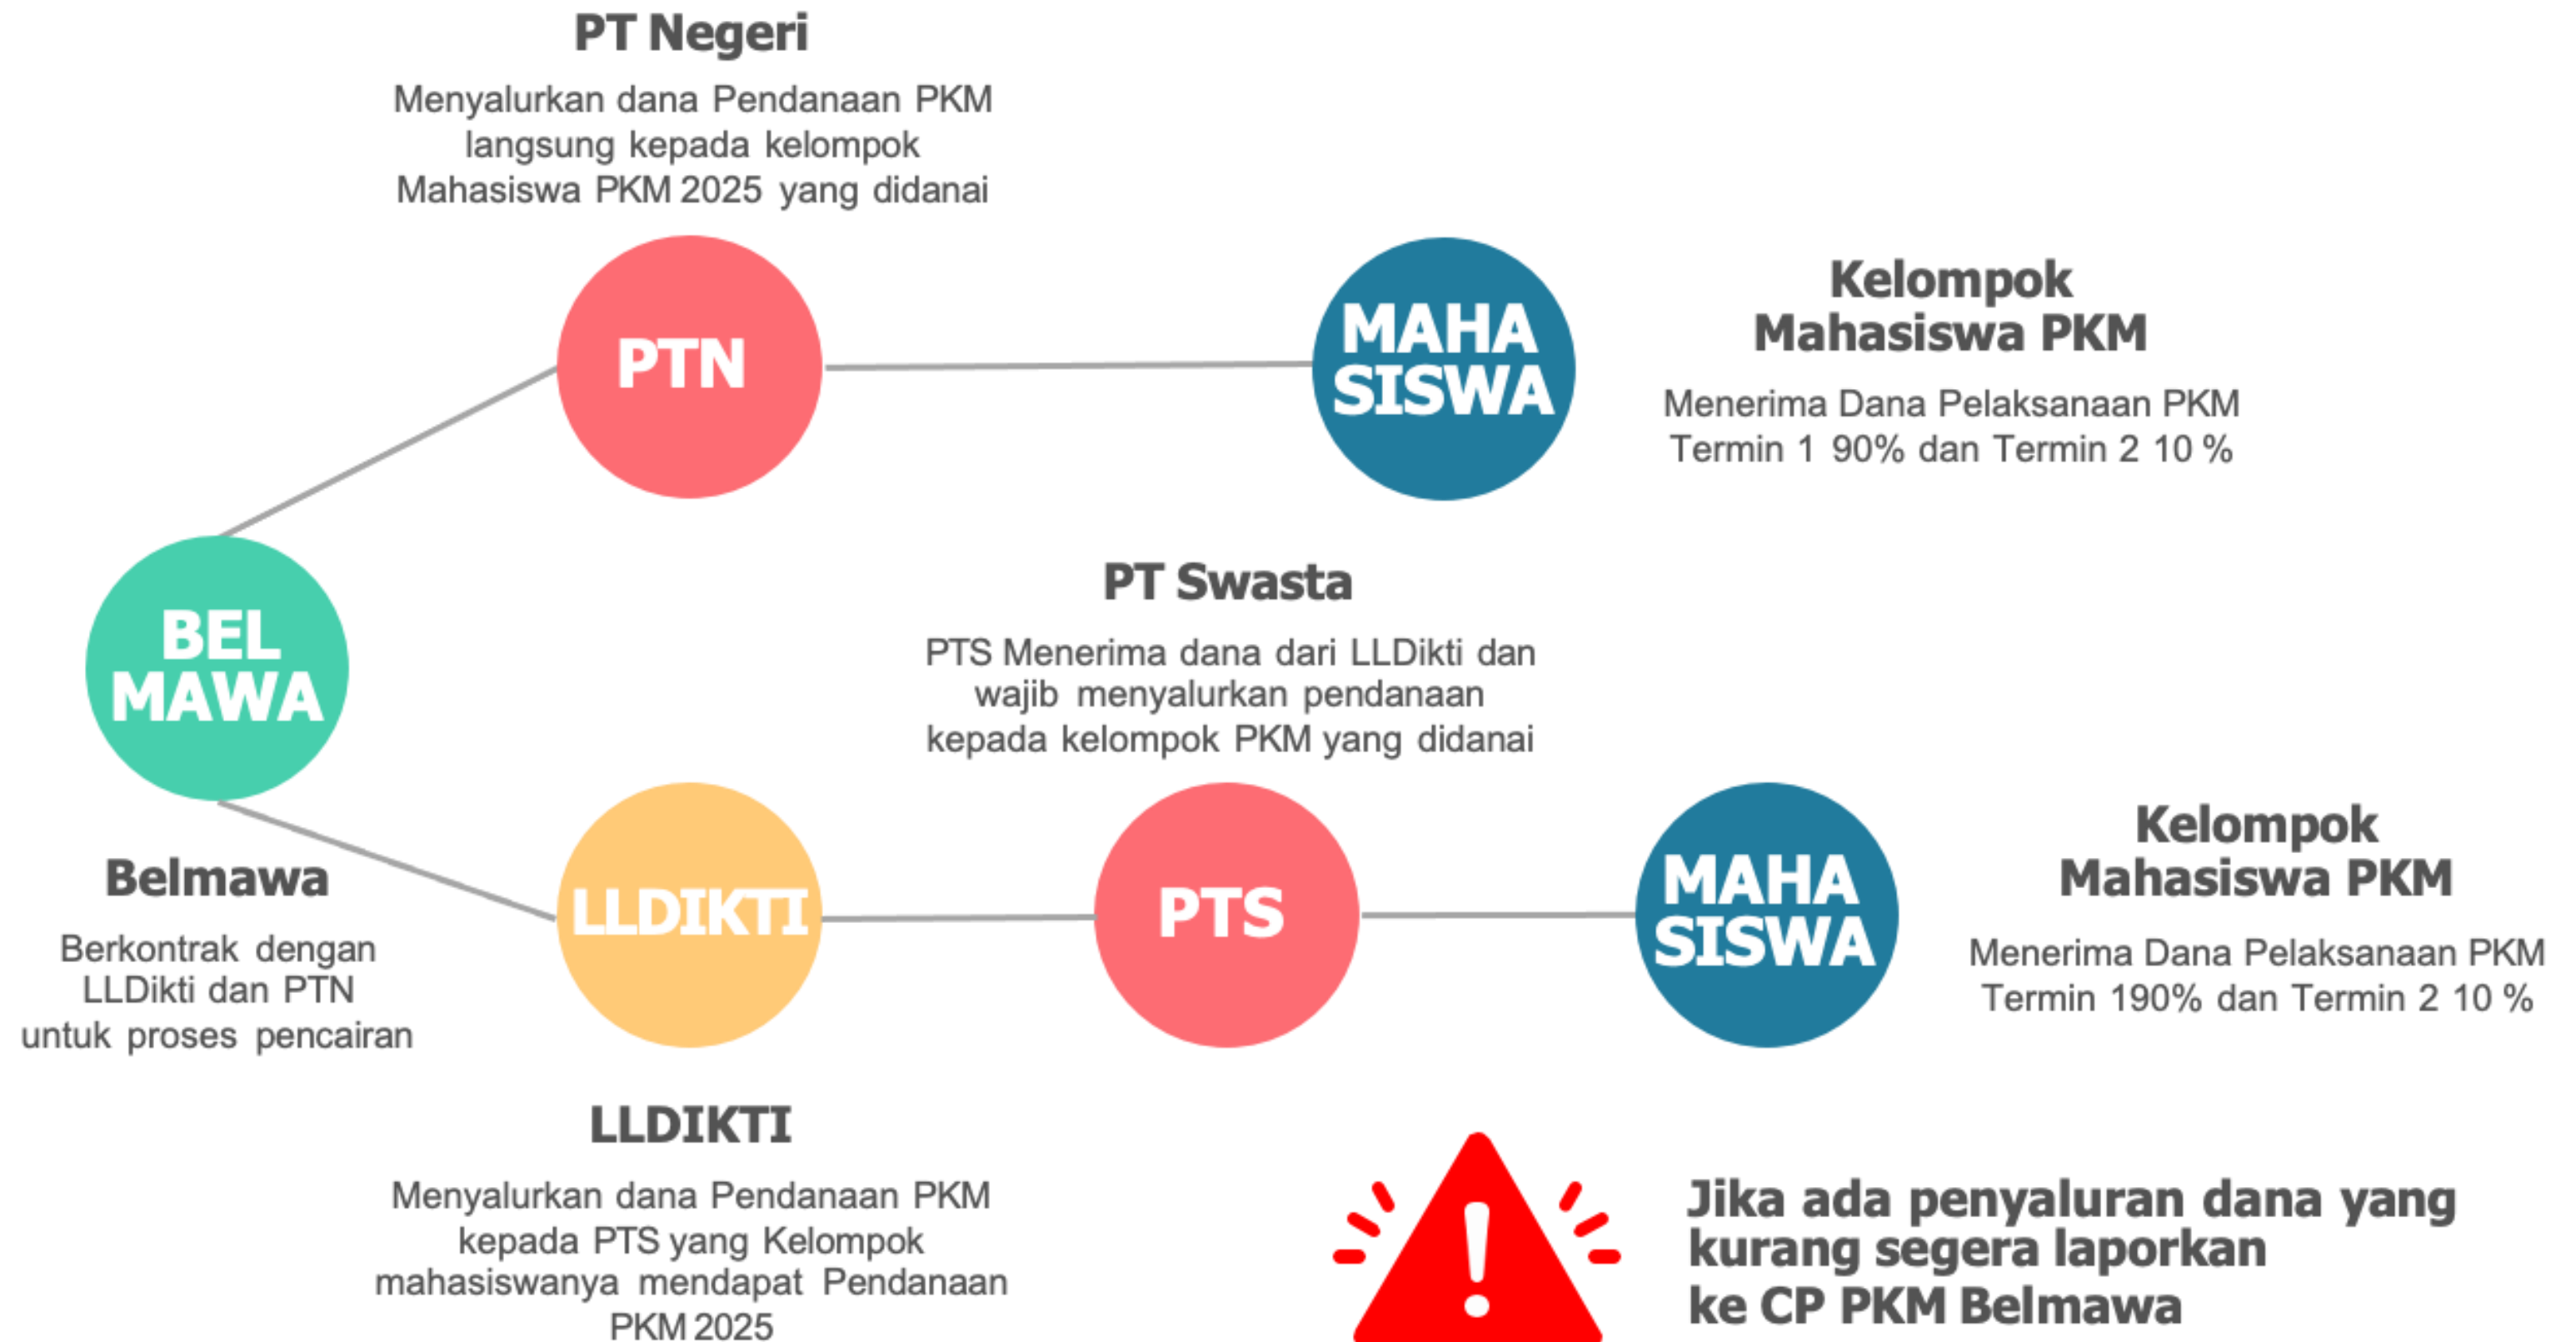 PT Negeri
Menyalurkan dana Pendanaan PKM
langsung kepada kelompok
Mahasiswa PKM 2025 yang didanai
PTN
MAHA
SISWA
Kelompok
Mahasiswa PKM
Menerima Dana Pelaksanaan PKM
Termin 1 90% dan Termin 2 10 %
BEL
MAWA
Belmawa
Berkontrak dengan
LLDikti dan PTN
untuk proses pencairan
PT Swasta
PTS Menerima dana dari LLDikti dan
wajib menyalurkan pendanaan
kepada kelompok PKM yang didanai
LLDIKTI
PTS
MAHA
SISWA
Kelompok
Mahasiswa PKM
Menerima Dana Pelaksanaan PKM
Termin 190% dan Termin 2 10 %
LLDIKTI
Menyalurkan dana Pendanaan PKM
kepada PTS yang Kelompok
mahasiswanya mendapat Pendanaan
PKM 2025
!
Jika ada penyaluran dana yang
kurang segera laporkan
ke CP PKM Belmawa